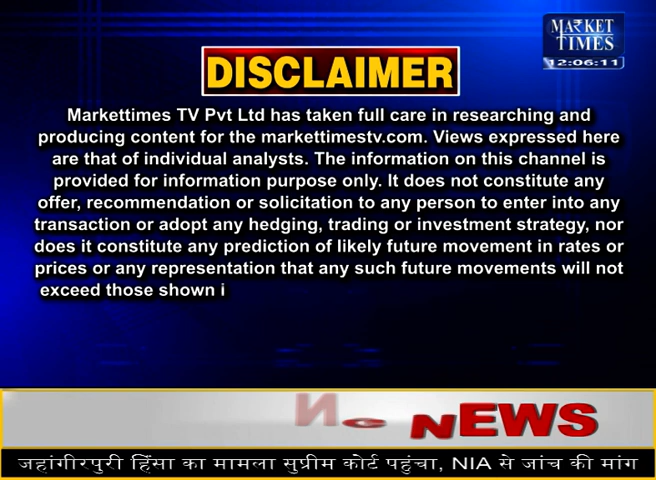 MARKET
TIMES
12:06:11
DISCLAIMER
Markettimes TV Pvt Ltd has taken full care in researching and
producing content for the markettimestv.com. Views expressed here
are that of individual analysts. The information on this channel is
provided for information purpose only. It does not constitute any
offer, recommendation or solicitation to any person to enter into any
transaction or adopt any hedging, trading or investment strategy, nor
does it constitute any prediction of likely future movement in rates or
prices or any representation that any such future movements will not
exceed those shown i
NEWS
जहांगीरपुरी हिंसा का मामला सुप्रीम कोर्ट पहुंचा, NIA से जांच की मांग